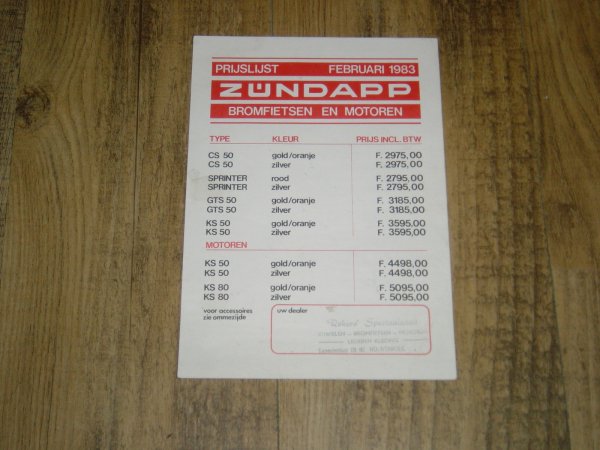 PRIJSLIJST FEBRUARI 1983
ZÜNDAPP
BROMFIETSEN EN MOTOREN
TYPE KLEUR PRIJS INCL. BTW
CS 50 gold/oranje F. 2975,00
CS 50 zilver F. 2975,00
SPRINTER rood F. 2795,00
SPRINTER zilver F. 2795,00
GTS 50 gold/oranje F. 3185,00
GTS 50 zilver F. 3185,00
KS 50 gold/oranje F. 3595,00
KS 50 zilver F. 3595,00
MOTOREN
KS 50 gold/oranje F. 4498,00
KS 50 zilver F. 4498,00
KS 80 gold/oranje F. 5095,00
KS 80 zilver F. 5095,00
voor accessoires uw dealer
zie ommezijde
BROMFIETSEN